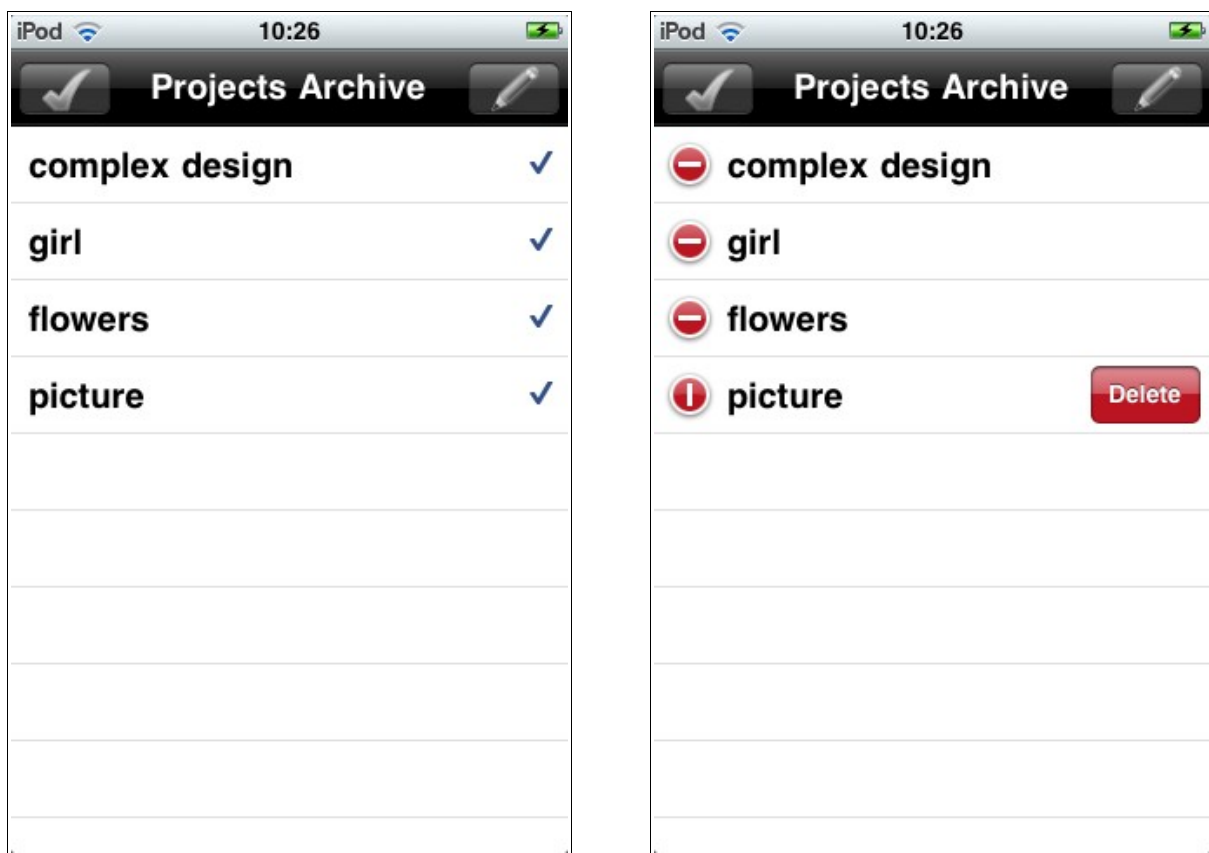 iPod 10:26
Projects Archive
complex design
girl
flowers
picture
iPod 10:26
Projects Archive
complex design
girl
flowers
picture Delete